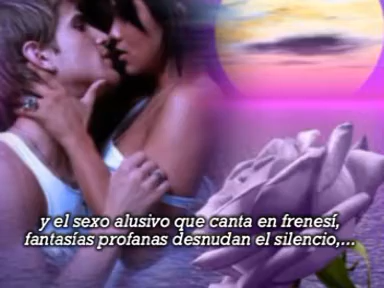 y el sexo alusivo que canta en frenesí,
fantasías profanas desnudan el silencio,...